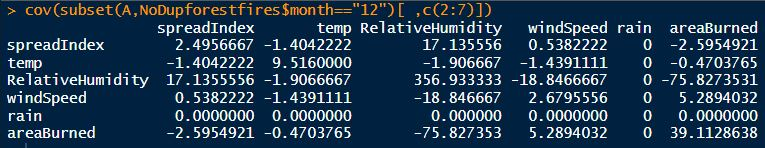 > cov(subset(A,NoDupforestfires$month=="12")[ ,c(2:7)])
spreadIndex temp RelativeHumidity windSpeed rain areaBurned
spreadIndex 2.4956667 -1.4042222 17.135556 0.5382222 0 -2.5954921
temp -1.4042222 9.5160000 -1.906667 -1.4391111 0 -0.4703765
RelativeHumidity 17.1355556 -1.9066667 356.933333 -18.8466667 0 -75.8273531
windSpeed 0.5382222 -1.4391111 -18.846667 2.6795556 0 5.2894032
rain 0.0000000 0.0000000 0.000000 0.0000000 0 0.0000000
areaBurned -2.5954921 -0.4703765 -75.827353 5.2894032 0 39.1128638